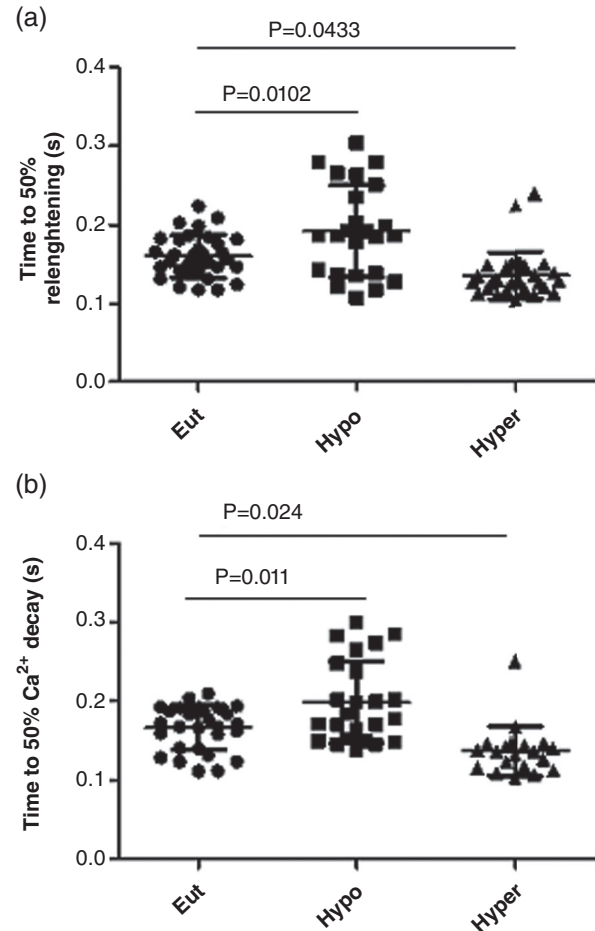 (a)
P=0.0433
P=0.0102
Time to 50%
relenghtening (s)
0.4
0.3
0.2
0.1
0.0
Eut
Hypo
Hyper
(b)
P=0.024
P=0.011
Time to 50% Ca²⁺ decay (s)
0.4
0.3
0.2
0.1
0.0
Eut
Hypo
Hyper